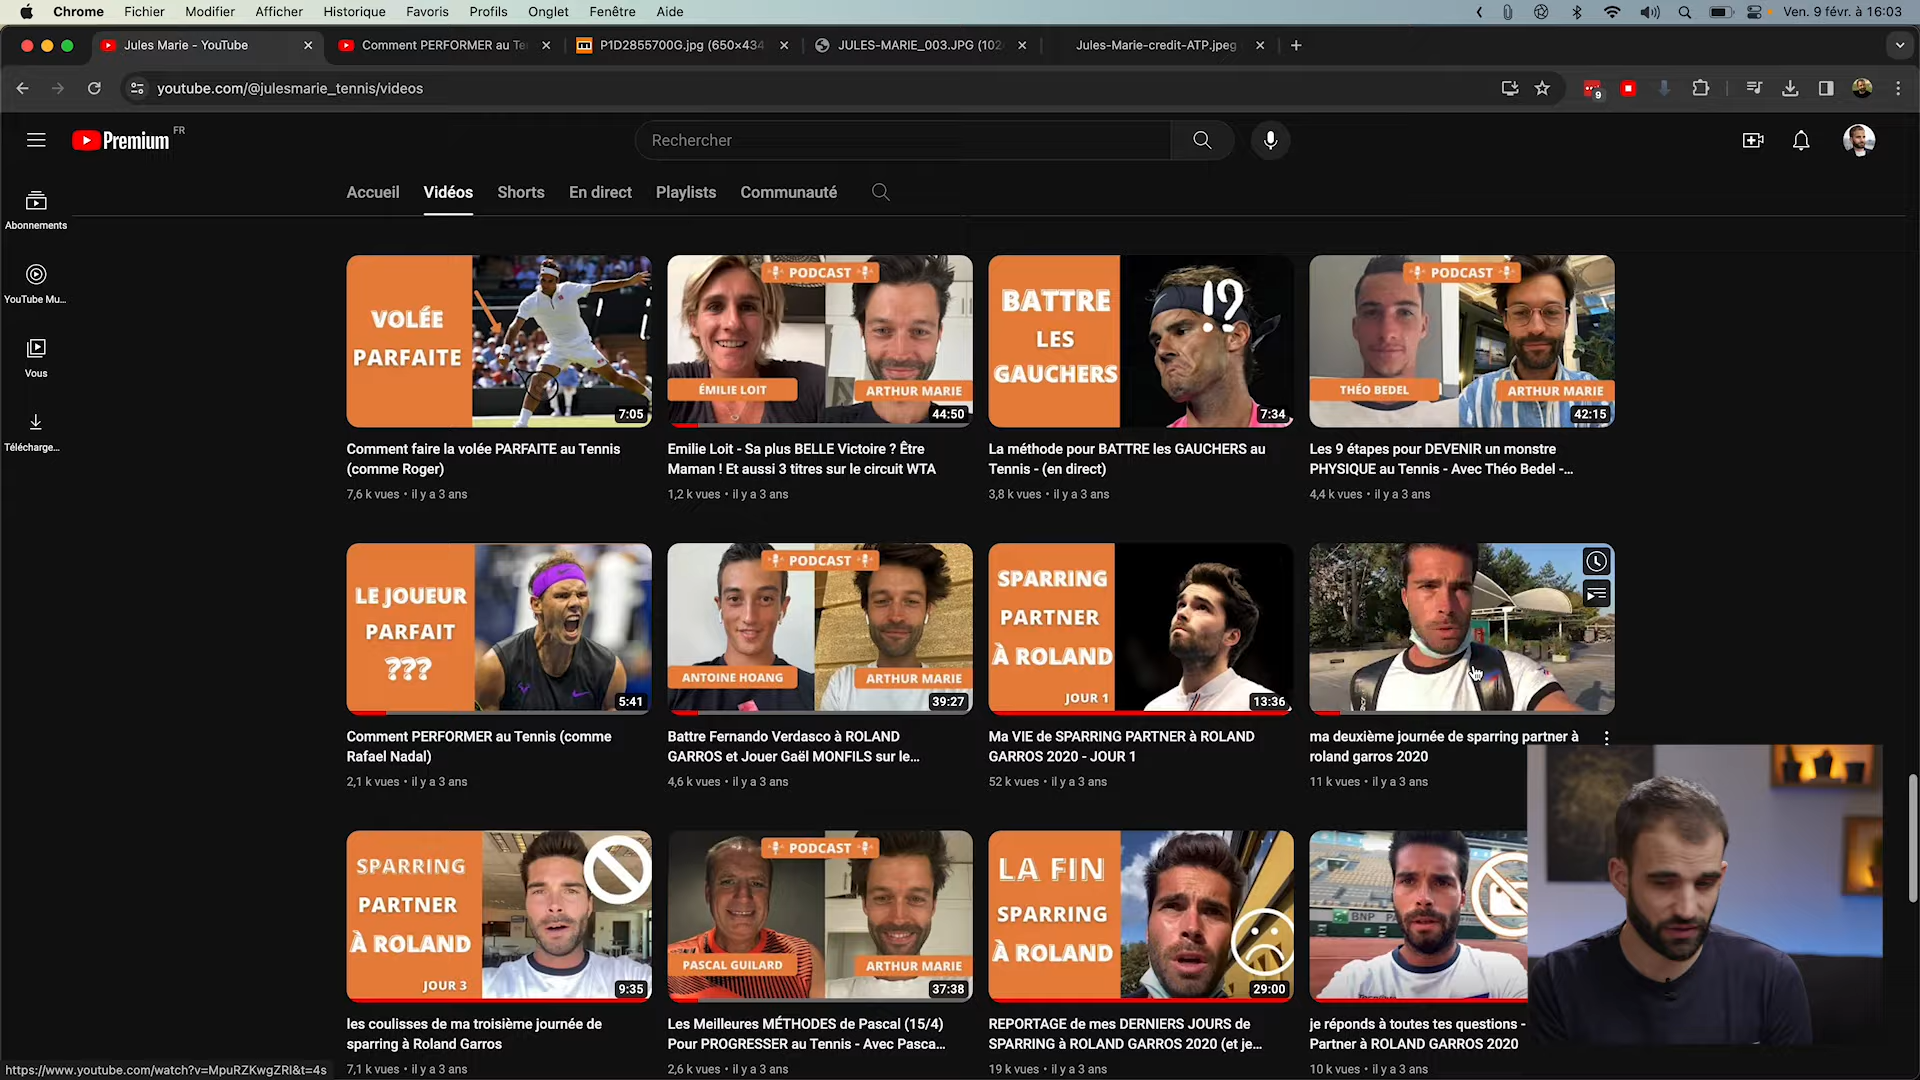 Chrome Fichier Modifier Afficher Historique Favoris Profils Onglet Fenêtre Aide
Ven. 9 févr. à 16:03
Jules Marie - YouTube
Comment PERFORMER au Te
P1D2855700G.jpg (650×434
JULES-MARIE_003.JPG (102
Jules-Marie-credit-ATP.jpeg
youtube.com/@julesmarie_tennis/videos
9
Premium FR
Rechercher
Accueil Vidéos Shorts En direct Playlists Communauté
Abonnements
YouTube Mu...
Vous
Télécharge...
VOLÉE
PARFAITE
7:05
Comment faire la volée PARFAITE au Tennis
(comme Roger)
7,6 k vues • il y a 3 ans
PODCAST
ÉMILIE LOIT
ARTHUR MARIE
44:50
Emilie Loit - Sa plus BELLE Victoire ? Être
Maman ! Et aussi 3 titres sur le circuit WTA
1,2 k vues • il y a 3 ans
BATTRE
LES
GAUCHERS
!?
7:34
La méthode pour BATTRE les GAUCHERS au
Tennis - (en direct)
3,8 k vues • il y a 3 ans
PODCAST
THÉO BEDEL
ARTHUR MARIE
42:15
Les 9 étapes pour DEVENIR un monstre
PHYSIQUE au Tennis - Avec Théo Bedel -...
4,4 k vues • il y a 3 ans
LE JOUEUR
PARFAIT
???
5:41
Comment PERFORMER au Tennis (comme
Rafael Nadal)
2,1 k vues • il y a 3 ans
PODCAST
ANTOINE HOANG
ARTHUR MARIE
39:27
Battre Fernando Verdasco à ROLAND
GARROS et Jouer Gaël MONFILS sur le...
4,6 k vues • il y a 3 ans
SPARRING
PARTNER
À ROLAND
JOUR 1
13:36
Ma VIE de SPARRING PARTNER à ROLAND
GARROS 2020 - JOUR 1
52 k vues • il y a 3 ans
ma deuxième journée de sparring partner à
roland garros 2020
11 k vues • il y a 3 ans
SPARRING
PARTNER
À ROLAND
JOUR 3
9:35
les coulisses de ma troisième journée de
sparring à Roland Garros
7,1 k vues • il y a 3 ans
PODCAST
PASCAL GUILARD
ARTHUR MARIE
37:38
Les Meilleures MÉTHODES de Pascal (15/4)
Pour PROGRESSER au Tennis - Avec Pasca...
2,6 k vues • il y a 3 ans
LA FIN
SPARRING
À ROLAND
29:00
REPORTAGE de mes DERNIERS JOURS de
SPARRING à ROLAND GARROS 2020 (et je...
19 k vues • il y a 3 ans
BNP
je réponds à toutes tes questions -
Partner à ROLAND GARROS 2020
10 k vues • il y a 3 ans
https://www.youtube.com/watch?v=MpuRZKwgZRI&t=4s